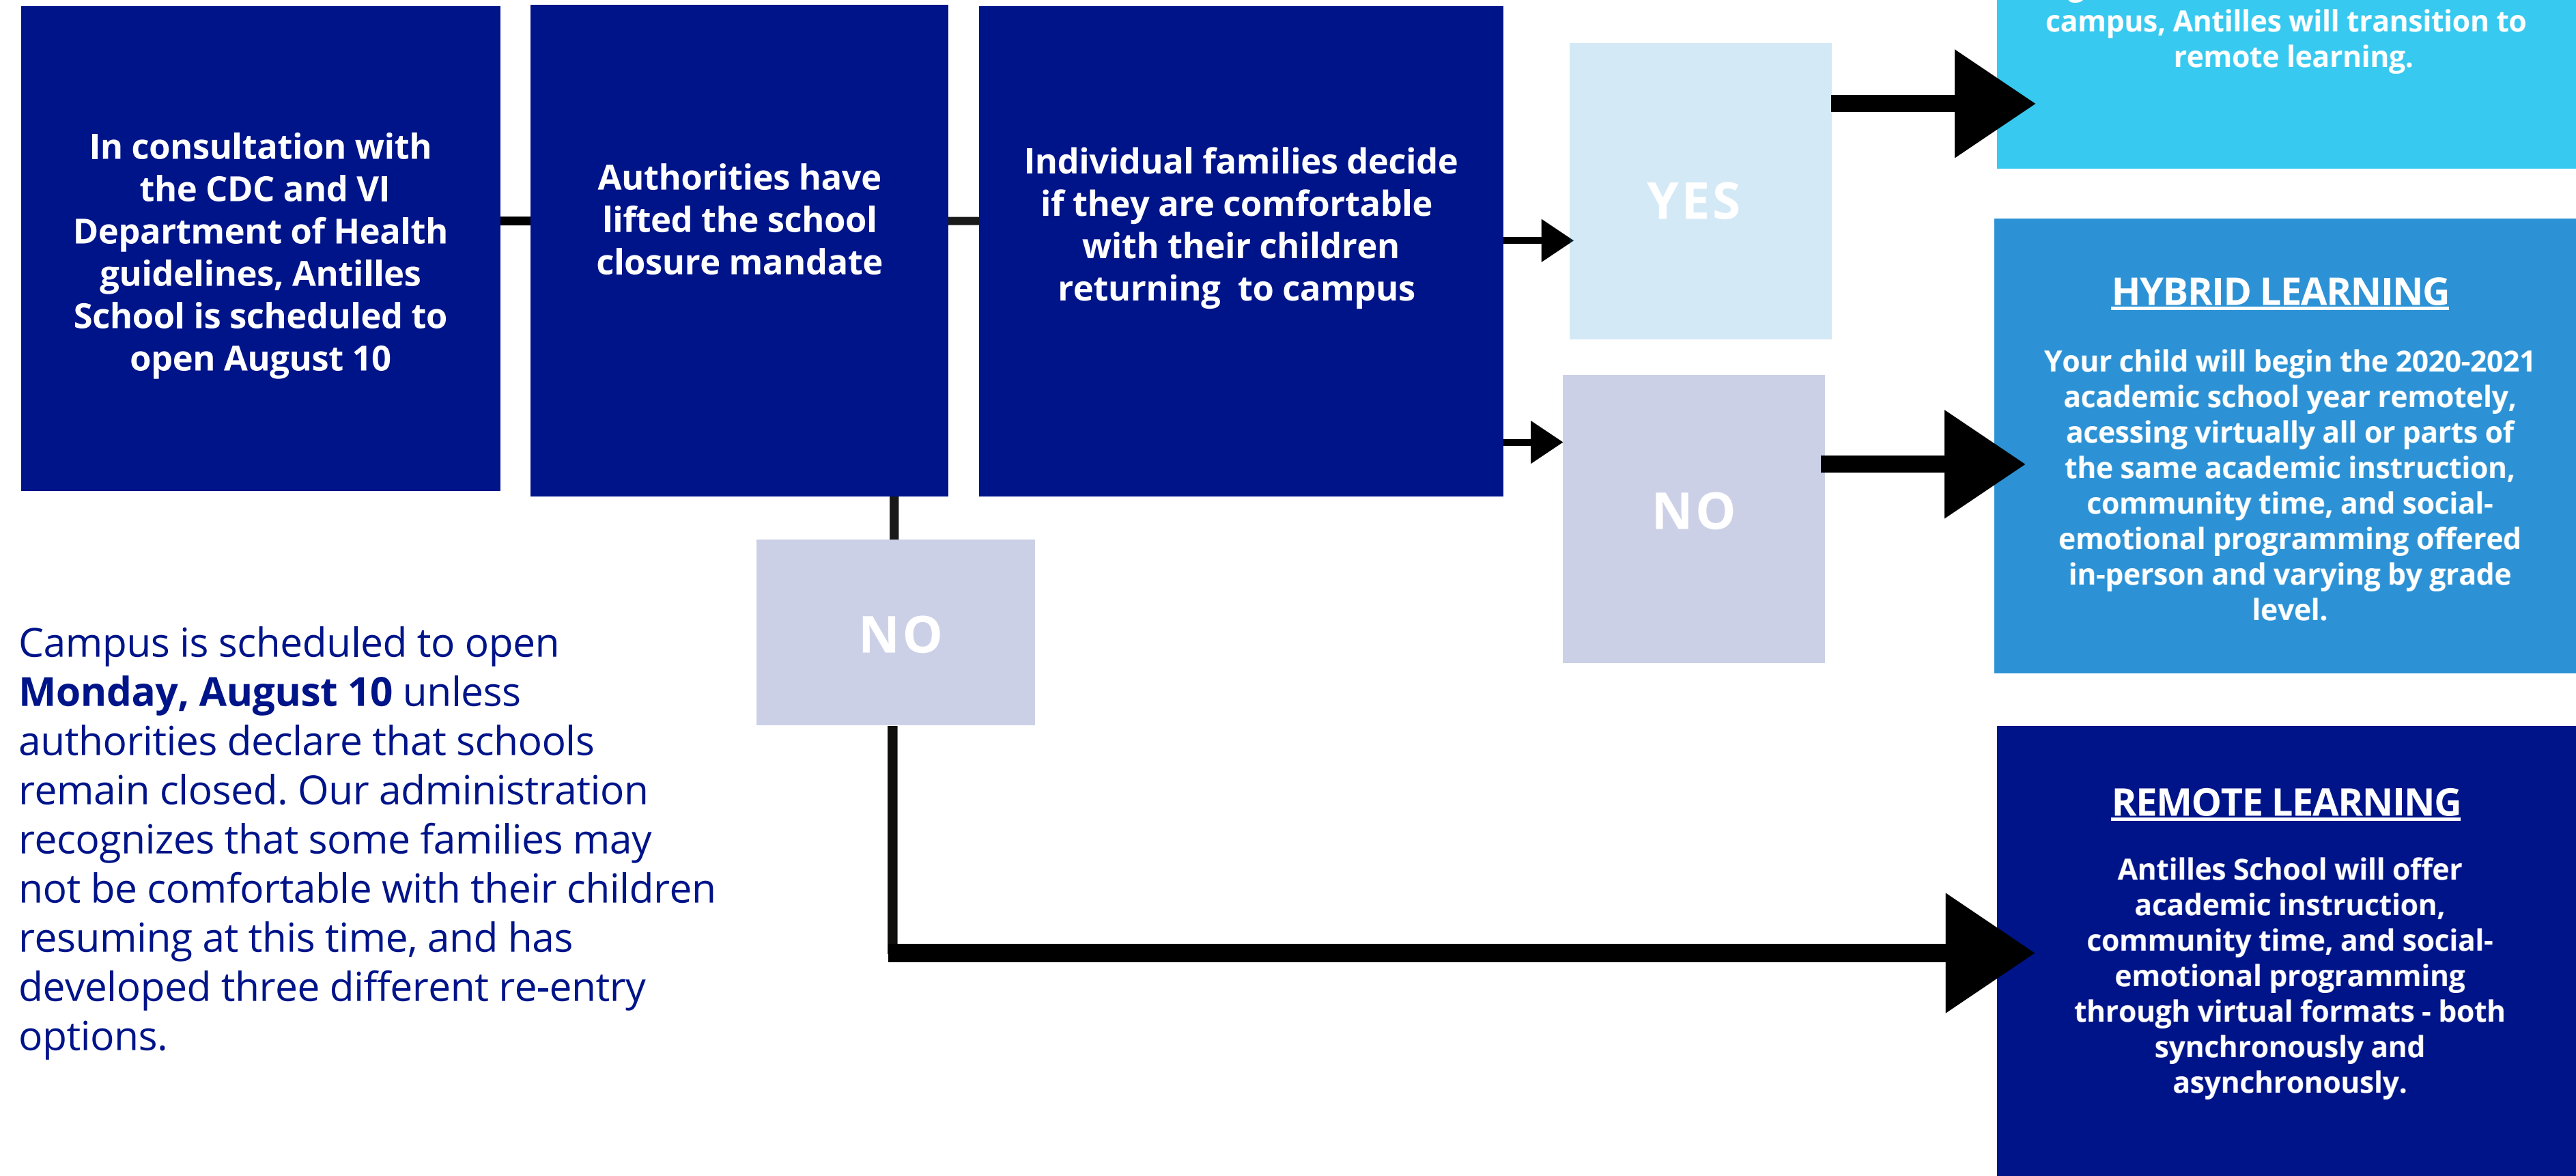 In consultation with
the CDC and VI
Department of Health
guidelines, Antilles
School is scheduled to
open August 10
Authorities have
lifted the school
closure mandate
Individual families decide
if they are comfortable
with their children
returning  to campus
YES
NO
NO
campus, Antilles will transition to
remote learning.
HYBRID LEARNING
Your child will begin the 2020-2021
academic school year remotely,
acessing virtually all or parts of
the same academic instruction,
community time, and social-
emotional programming offered
in-person and varying by grade
level.
Campus is scheduled to open
Monday, August 10 unless
authorities declare that schools
remain closed. Our administration
recognizes that some families may
not be comfortable with their children
resuming at this time, and has
developed three different re-entry
options.
REMOTE LEARNING
Antilles School will offer
academic instruction,
community time, and social-
emotional programming
through virtual formats - both
synchronously and
asynchronously.